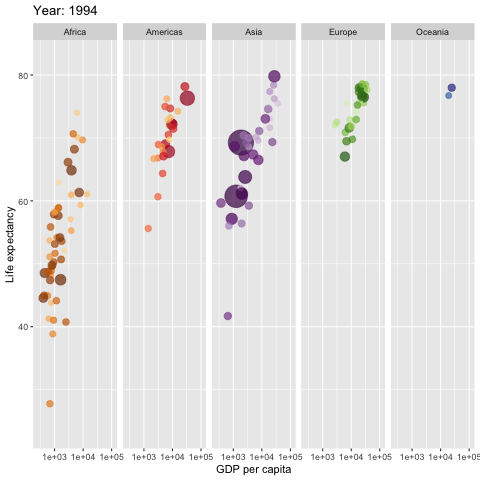 Year: 1994
Africa Americas Asia Europe Oceania
80
60
40
Life expectancy
1e+03 1e+04 1e+05 1e+03 1e+04 1e+05 1e+03 1e+04 1e+05 1e+03 1e+04 1e+05 1e+03 1e+04 1e+05
GDP per capita